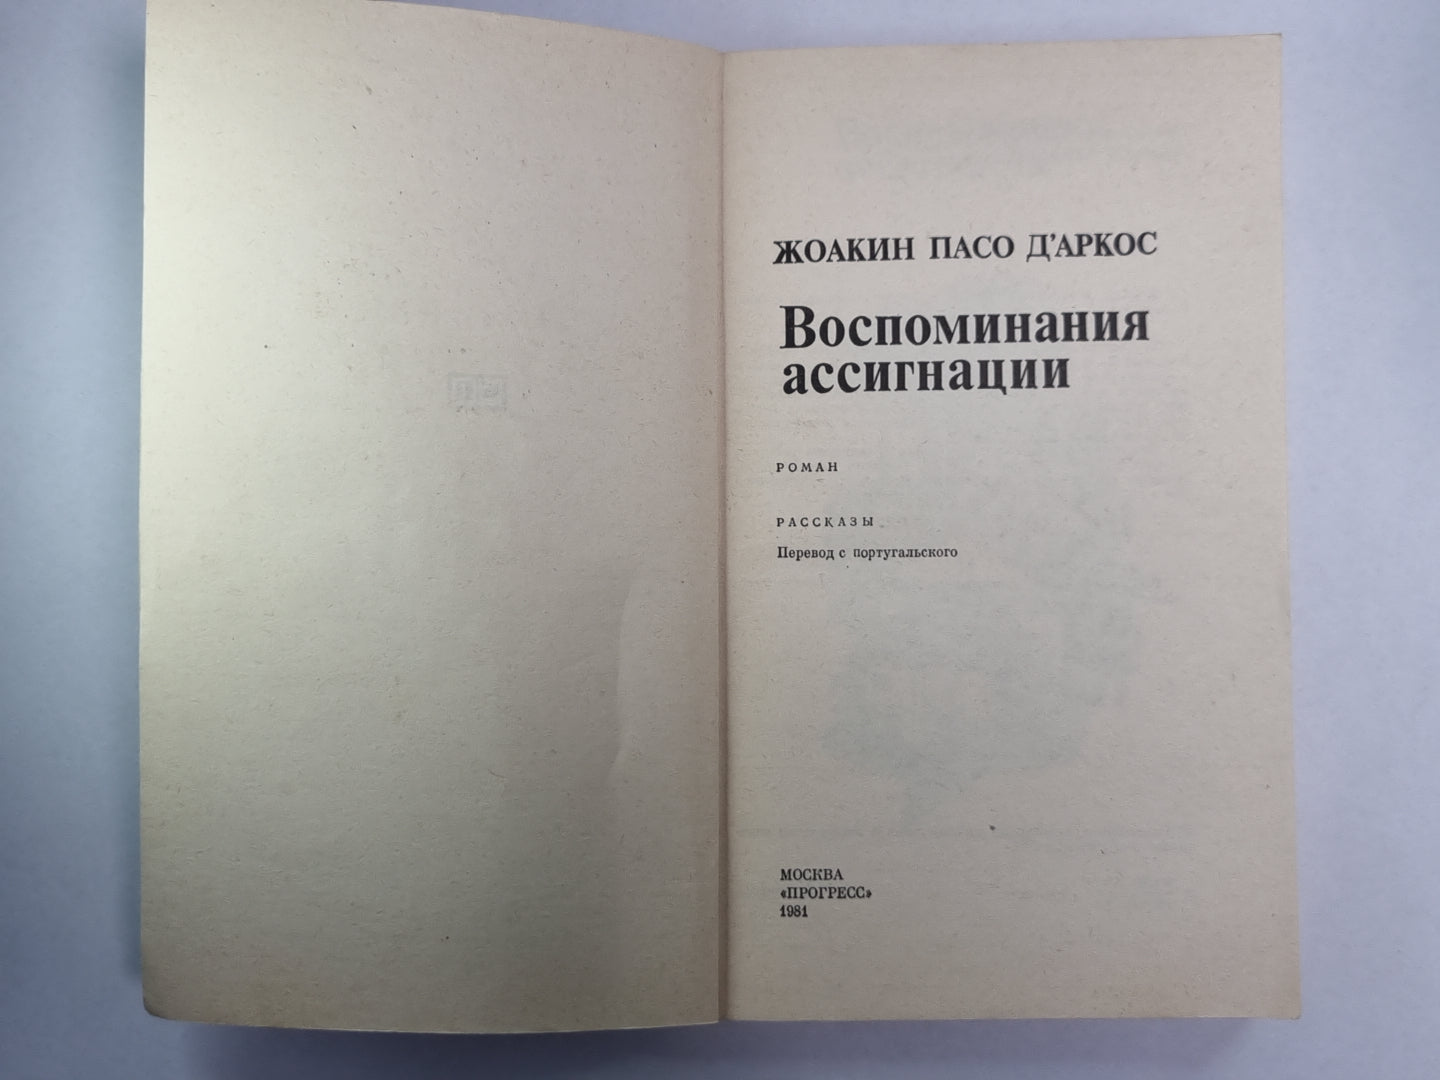 ЖОАКИН ПАСО Д'АРКОС
Воспоминания
ассигнации
РОМАН
РАССКАЗЫ
Перевод с португальского
МОСКВА
«ПРОГРЕСС»
1981